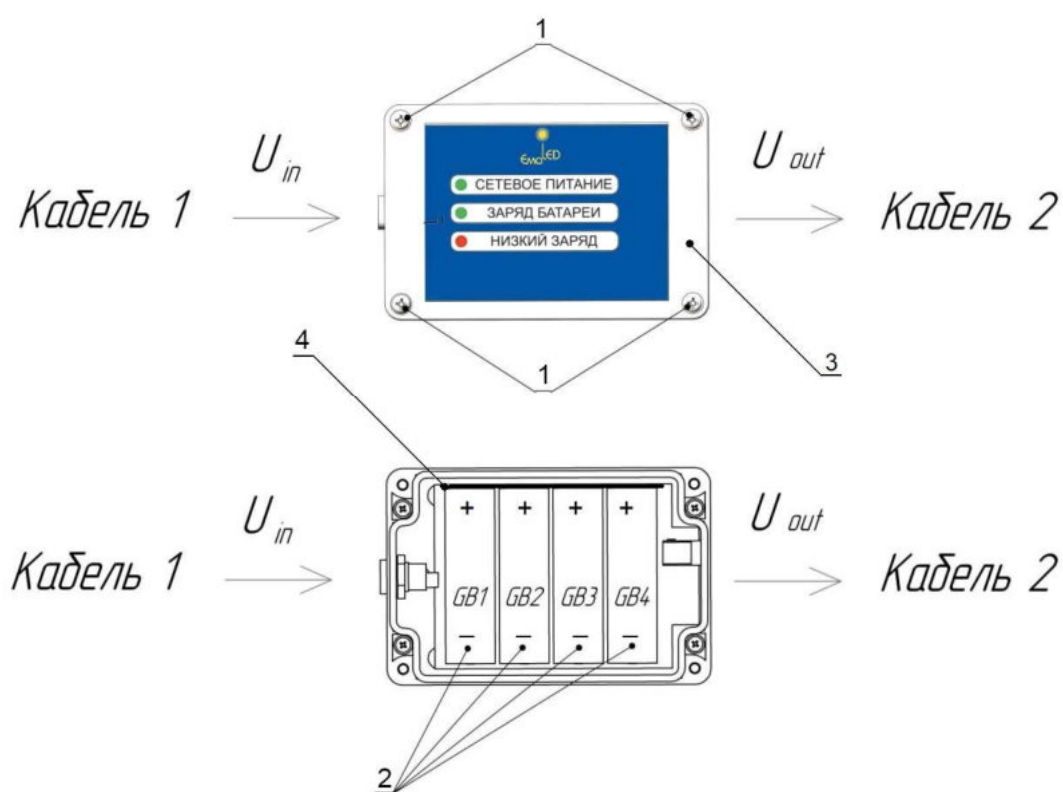 1
U in
U out
Кабель 1
Кабель 2
EmoLED
СЕТЕВОЕ ПИТАНИЕ
ЗАРЯД БАТАРЕИ
НИЗКИЙ ЗАРЯД
4
1
3
U in
U out
Кабель 1
Кабель 2
+ + + +
GB1 GB2 GB3 GB4
– – – –
2